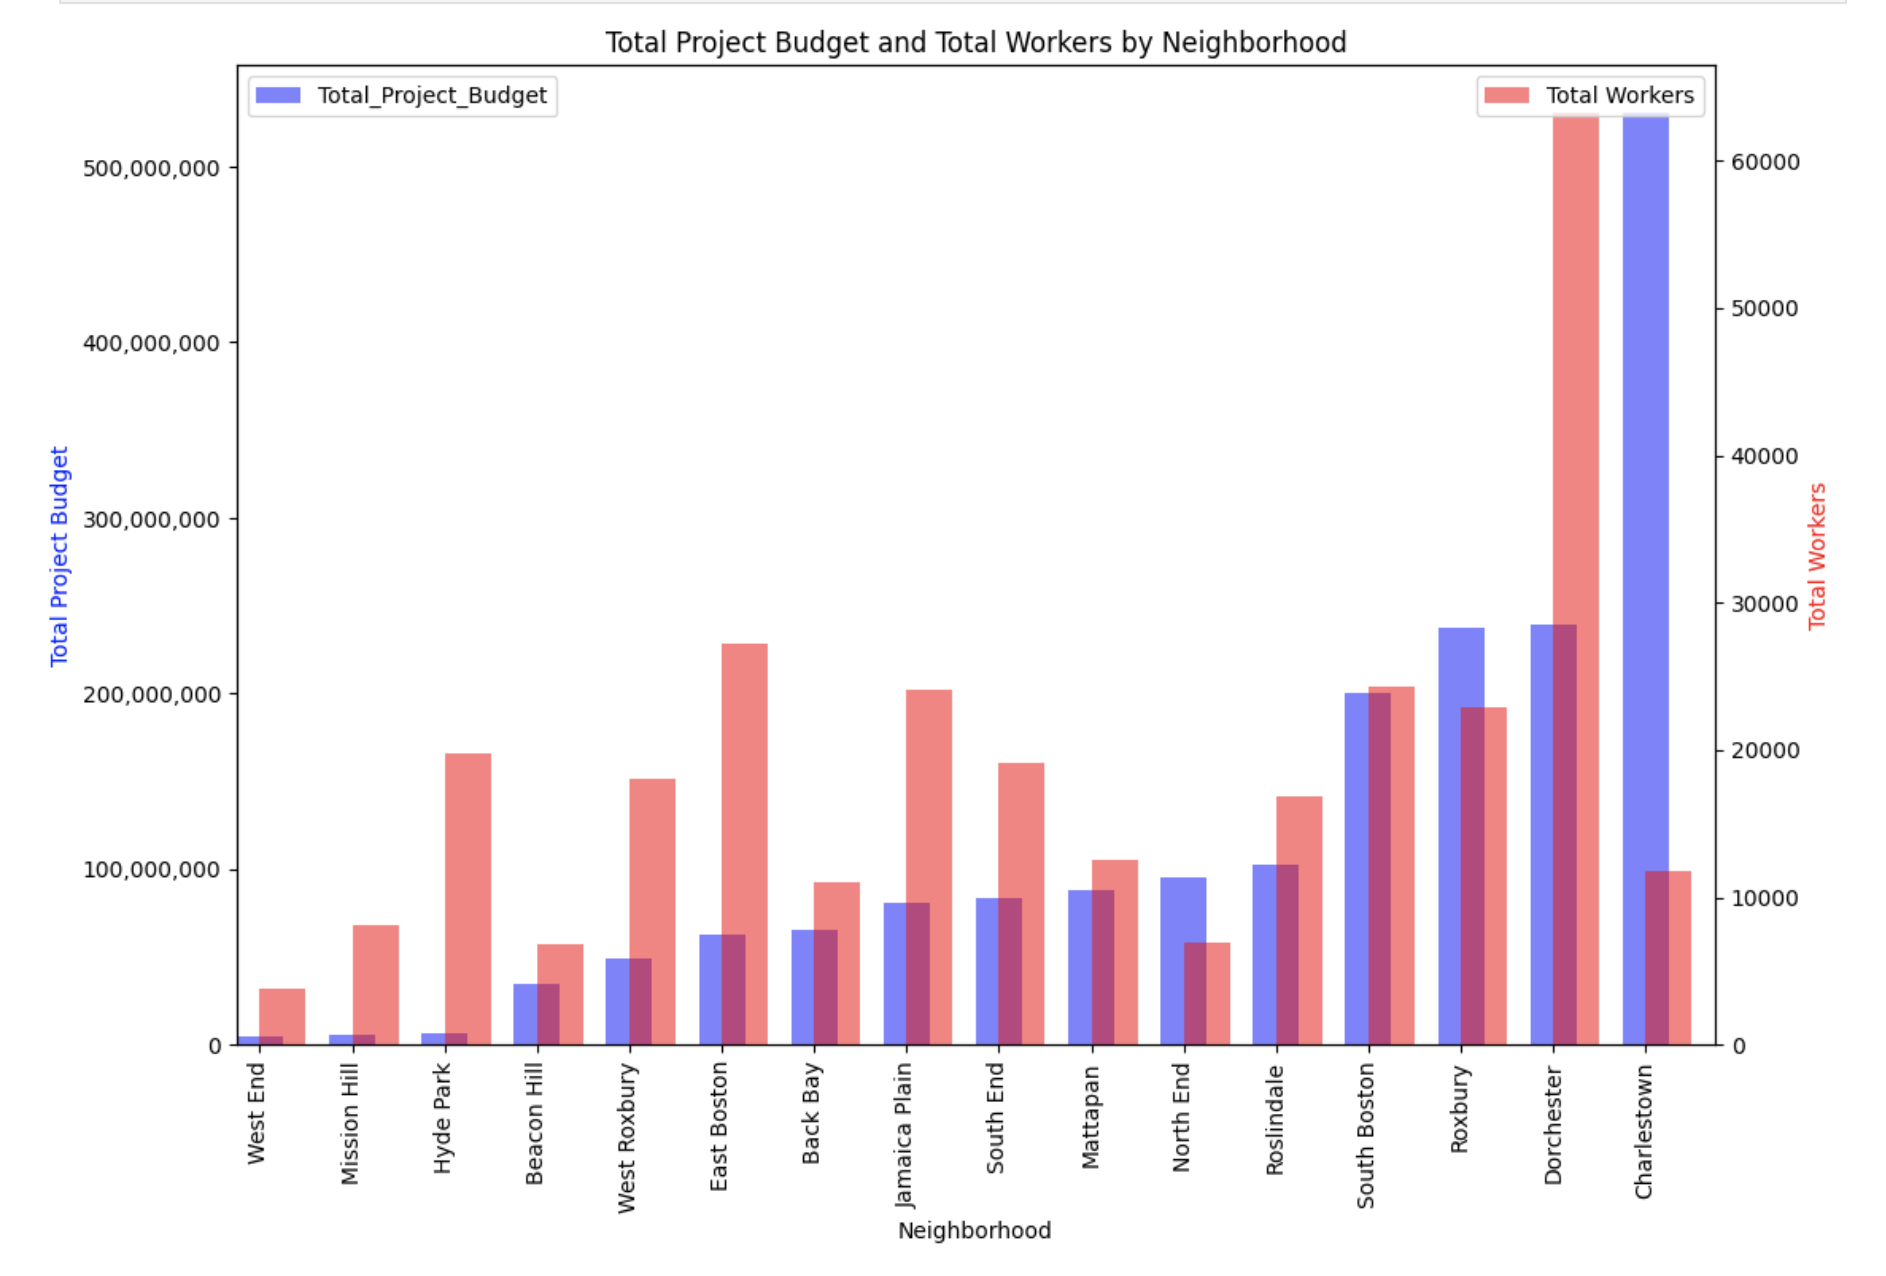 Total Project Budget and Total Workers by Neighborhood
Total_Project_Budget
Total Workers
500,000,000
400,000,000
300,000,000
200,000,000
100,000,000
0
Total Project Budget
60000
50000
40000
30000
20000
10000
0
Total Workers
West End
Mission Hill
Hyde Park
Beacon Hill
West Roxbury
East Boston
Back Bay
Jamaica Plain
South End
Mattapan
North End
Roslindale
South Boston
Roxbury
Dorchester
Charlestown
Neighborhood